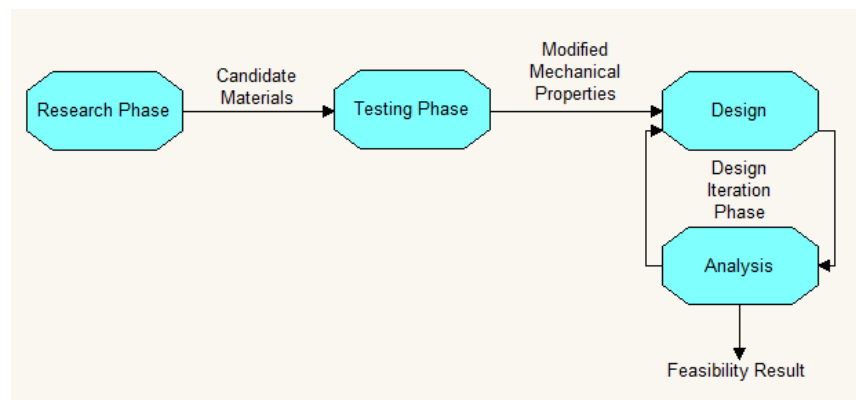 Research Phase
Candidate
Materials
Testing Phase
Modified
Mechanical
Properties
Design
Design
Iteration
Phase
Analysis
Feasibility Result